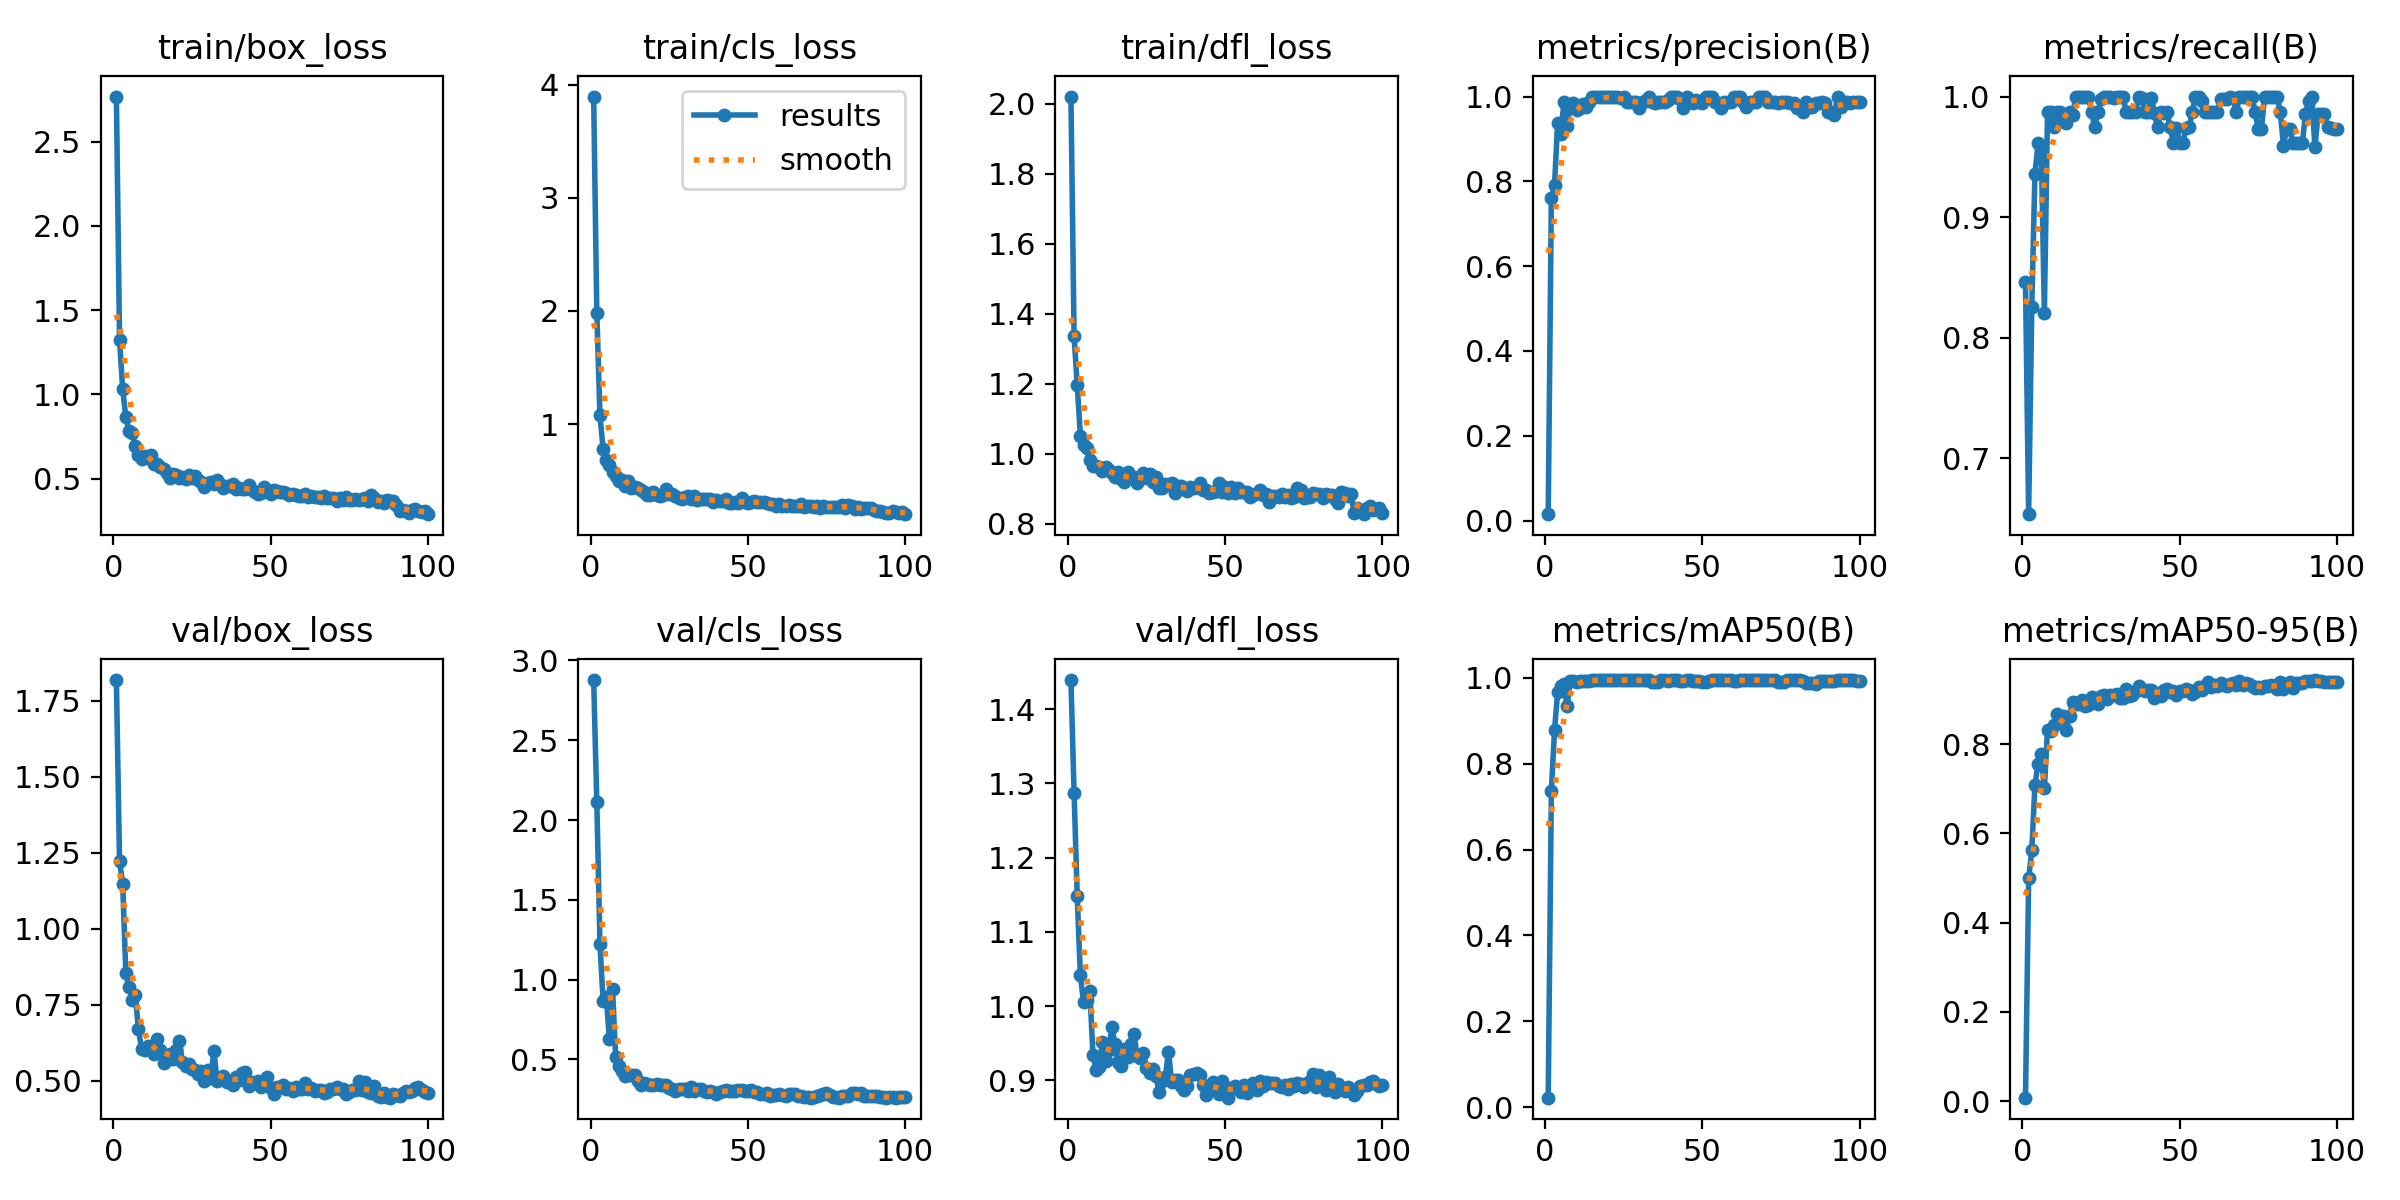 train/box_loss
2.5
2.0
1.5
1.0
0.5
0 50 100
train/cls_loss
results
smooth
4
3
2
1
0 50 100
train/dfl_loss
2.0
1.8
1.6
1.4
1.2
1.0
0.8
0 50 100
metrics/precision(B)
1.0
0.8
0.6
0.4
0.2
0.0
0 50 100
metrics/recall(B)
1.0
0.9
0.8
0.7
0 50 100
val/box_loss
1.75
1.50
1.25
1.00
0.75
0.50
0 50 100
val/cls_loss
3.0
2.5
2.0
1.5
1.0
0.5
0 50 100
val/dfl_loss
1.4
1.3
1.2
1.1
1.0
0.9
0 50 100
metrics/mAP50(B)
1.0
0.8
0.6
0.4
0.2
0.0
0 50 100
metrics/mAP50-95(B)
0.8
0.6
0.4
0.2
0.0
0 50 100